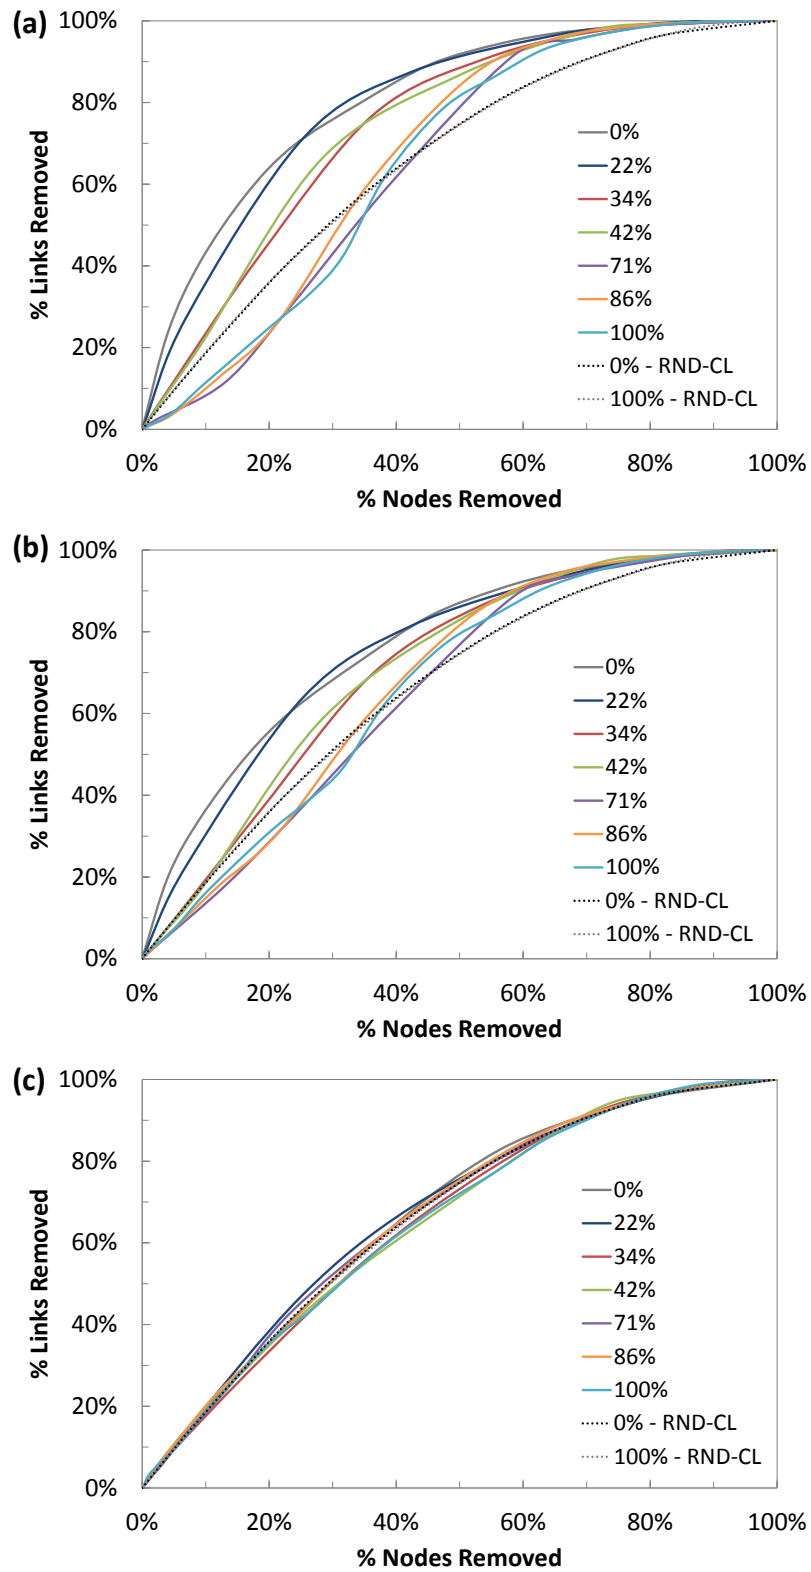 (a)
100%
80%
60%
40%
20%
0%
% Links Removed
0%
22%
34%
42%
71%
86%
100%
0% - RND-CL
100% - RND-CL
0% 20% 40% 60% 80% 100%
% Nodes Removed
(b)
100%
80%
60%
40%
20%
0%
% Links Removed
0%
22%
34%
42%
71%
86%
100%
0% - RND-CL
100% - RND-CL
0% 20% 40% 60% 80% 100%
% Nodes Removed
(c)
100%
80%
60%
40%
20%
0%
% Links Removed
0%
22%
34%
42%
71%
86%
100%
0% - RND-CL
100% - RND-CL
0% 20% 40% 60% 80% 100%
% Nodes Removed